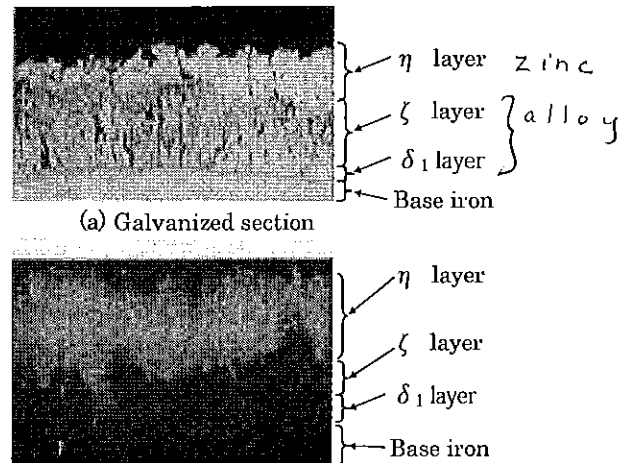 η layer zinc
ζ layer alloy
δ1 layer
Base iron
(a) Galvanized section
η layer
ζ layer
δ1 layer
Base iron